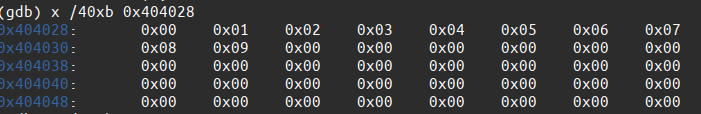 (gdb) x /40xb 0x404028
0x404028: 0x00 0x01 0x02 0x03 0x04 0x05 0x06 0x07
0x404030: 0x08 0x09 0x00 0x00 0x00 0x00 0x00 0x00
0x404038: 0x00 0x00 0x00 0x00 0x00 0x00 0x00 0x00
0x404040: 0x00 0x00 0x00 0x00 0x00 0x00 0x00 0x00
0x404048: 0x00 0x00 0x00 0x00 0x00 0x00 0x00 0x00